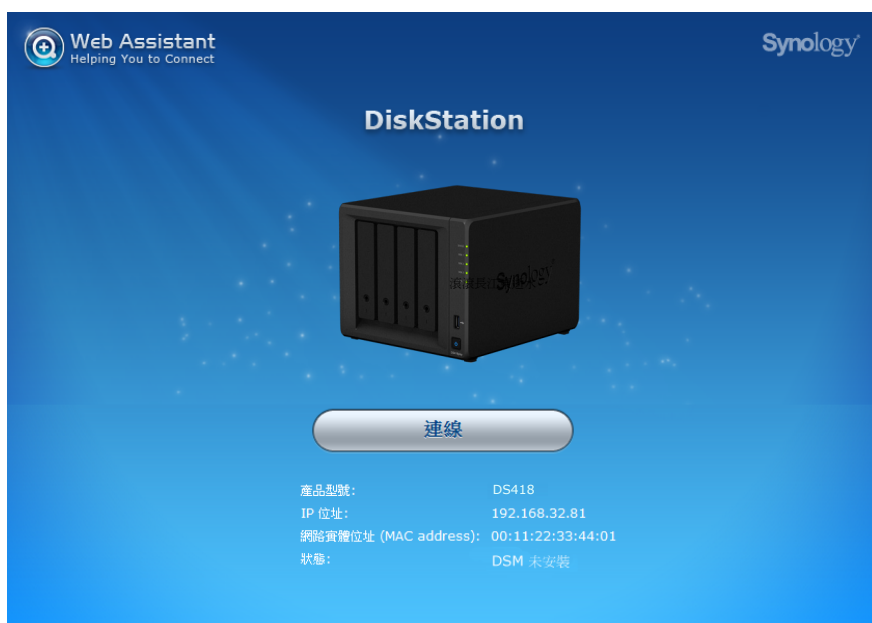 Web Assistant
Helping You to Connect
Synology
DiskStation
Synology
連線
產品型號: DS418
IP 位址: 192.168.32.81
網路實體位址 (MAC address): 00:11:22:33:44:01
狀態: DSM 未安裝